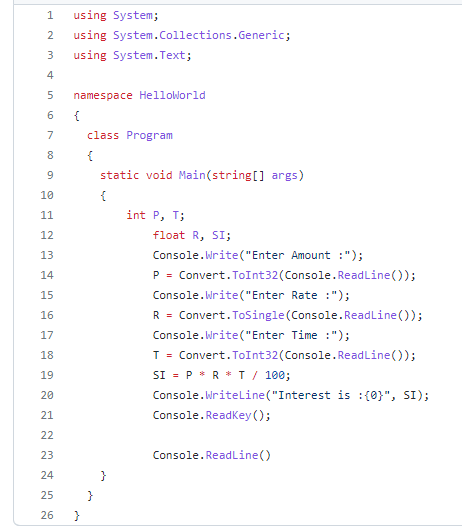 1 using System;
2 using System.Collections.Generic;
3 using System.Text;
4
5 namespace HelloWorld
6 {
7 class Program
8 {
9 static void Main(string[] args)
10 {
11 int P, T;
12 float R, SI;
13 Console.Write("Enter Amount :");
14 P = Convert.ToInt32(Console.ReadLine());
15 Console.Write("Enter Rate :");
16 R = Convert.ToSingle(Console.ReadLine());
17 Console.Write("Enter Time :");
18 T = Convert.ToInt32(Console.ReadLine());
19 SI = P * R * T / 100;
20 Console.WriteLine("Interest is :{0}", SI);
21 Console.ReadKey();
22
23 Console.ReadLine()
24 }
25 }
26 }